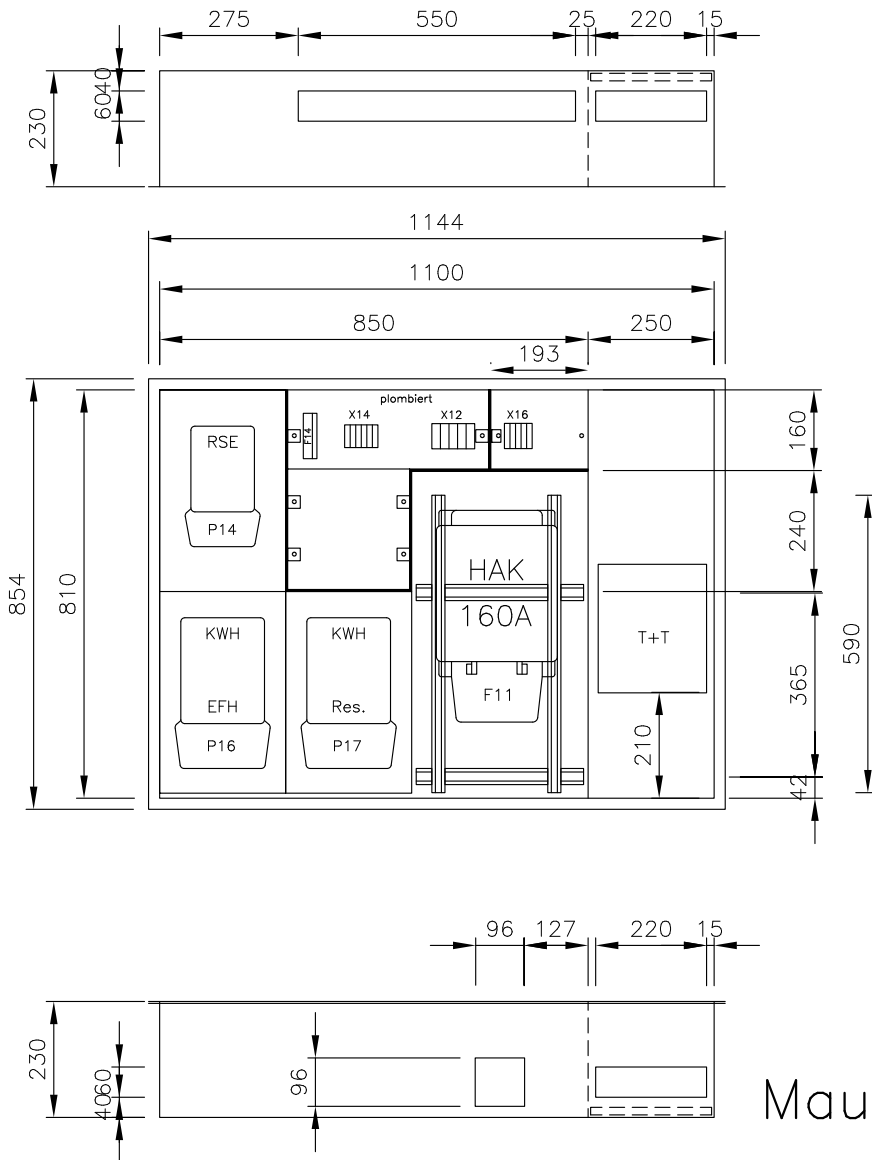 275 550 25 220 15
40
60
230
1144
1100
850 250
193
plombiert
X14 X12 X16
F14
RSE
P14
160
240
HAK
160A
854
810
590
KWH KWH
T+T
365
EFH Res.
F11
P16 P17
210
42
96 127 220 15
230
60
40
96
Mau